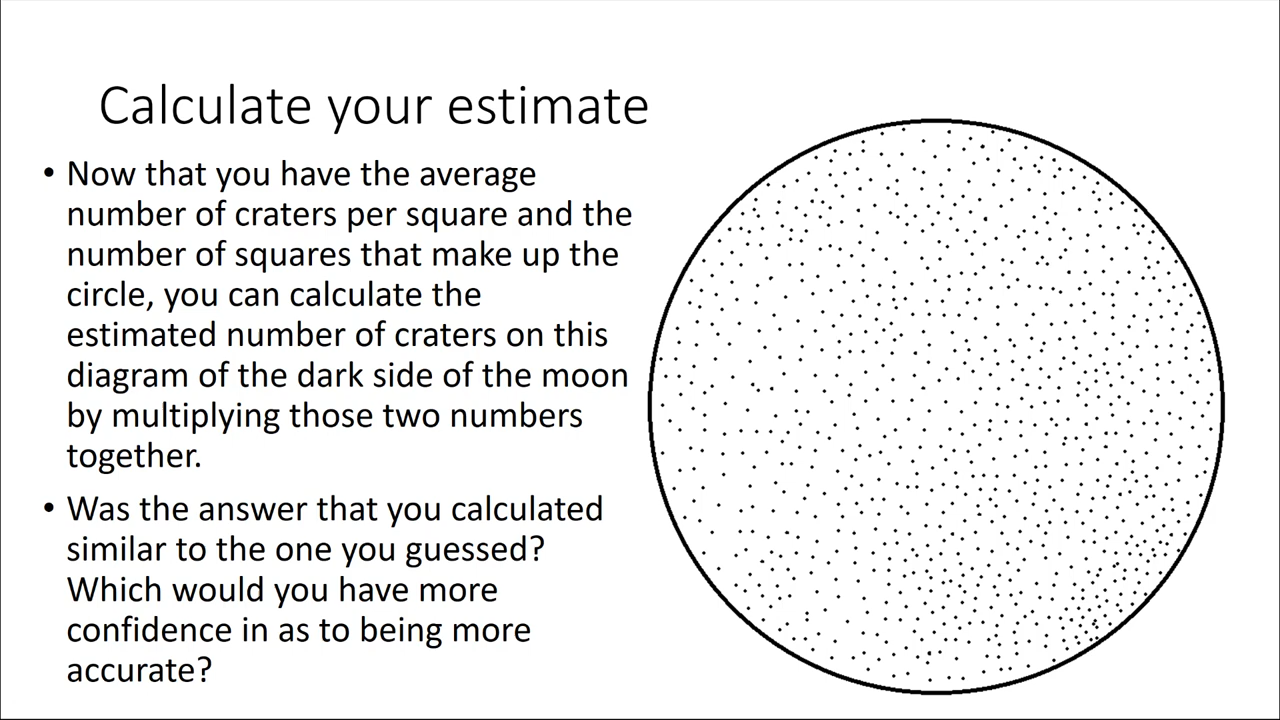 Calculate your estimate
• Now that you have the average
number of craters per square and the
number of squares that make up the
circle, you can calculate the
estimated number of craters on this
diagram of the dark side of the moon
by multiplying those two numbers
together.
• Was the answer that you calculated
similar to the one you guessed?
Which would you have more
confidence in as to being more
accurate?